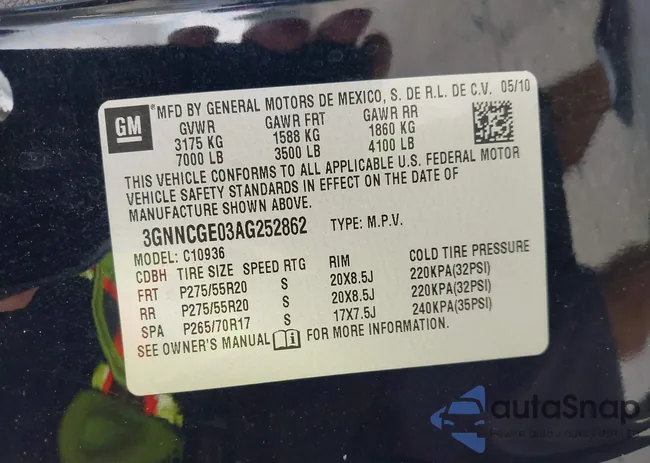 GM
*MFD BY GENERAL MOTORS DE MEXICO, S. DE R.L. DE C.V. 05/10
GVWR GAWR FRT GAWR RR
3175 KG 1588 KG 1860 KG
7000 LB 3500 LB 4100 LB
THIS VEHICLE CONFORMS TO ALL APPLICABLE U.S. FEDERAL MOTOR
VEHICLE SAFETY STANDARDS IN EFFECT ON THE DATE OF
MANUFACTURE SHOWN ABOVE.
3GNNCGE03AG252862 TYPE: M.P.V.
MODEL: C10936
CDBH TIRE SIZE SPEED RTG RIM COLD TIRE PRESSURE
FRT P275/55R20 S 20X8.5J 220KPA(32PSI)
RR P275/55R20 S 20X8.5J 220KPA(32PSI)
SPA P265/70R17 S 17X7.5J 240KPA(35PSI)
SEE OWNER'S MANUAL FOR MORE INFORMATION.
autaSnap